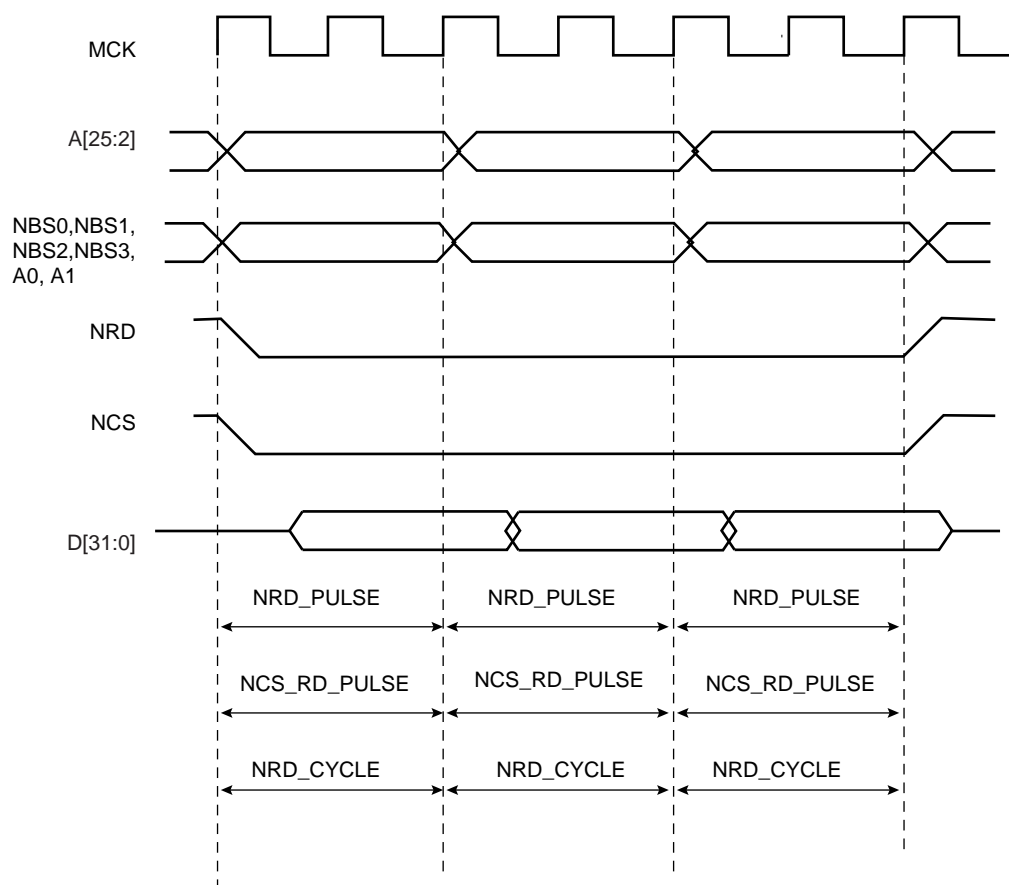 MCK
A[25:2]
NBS0,NBS1,
NBS2,NBS3,
A0, A1
NRD
NCS
D[31:0]
NRD_PULSE NRD_PULSE NRD_PULSE
NCS_RD_PULSE NCS_RD_PULSE NCS_RD_PULSE
NRD_CYCLE NRD_CYCLE NRD_CYCLE